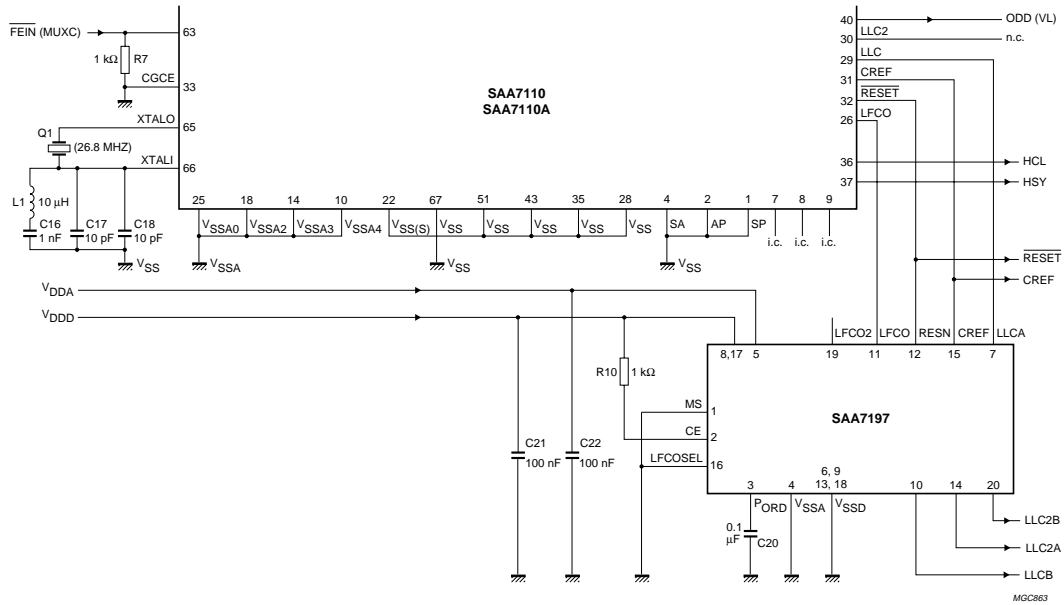 FEIN (MUXC)
63
40
ODD (VL)
LLC2
30
n.c.
1 kΩ R7
LLC
29
CGCE
33
CREF
31
SAA7110
SAA7110A
RESET
32
LFCO
26
XTALO
65
Q1
(26.8 MHZ)
XTALI
66
36
HCL
37
HSY
L1 10 μH
C16
1 nF
C17
10 pF
C18
10 pF
VSS
25 18 14 10 22 67 51 43 35 28 4 2 1 7 8 9
VSSA0 VSSA2 VSSA3 VSSA4 VSS(S) VSS VSS VSS VSS VSS SA AP SP i.c. i.c. i.c.
VSSA
VSS
VSS
RESET
CREF
VDDA
VDDD
LFCO2 LFCO RESN CREF LLCA
8,17 5 19 11 12 15 7
R10 1 kΩ
MS
1
SAA7197
CE
2
C21
100 nF
C22
100 nF
LFCOSEL
16
6, 9
13, 18
3 4 10 14 20
PORD VSSA VSSD
0.1
μF
C20
LLC2B
LLC2A
LLCB
MGC863